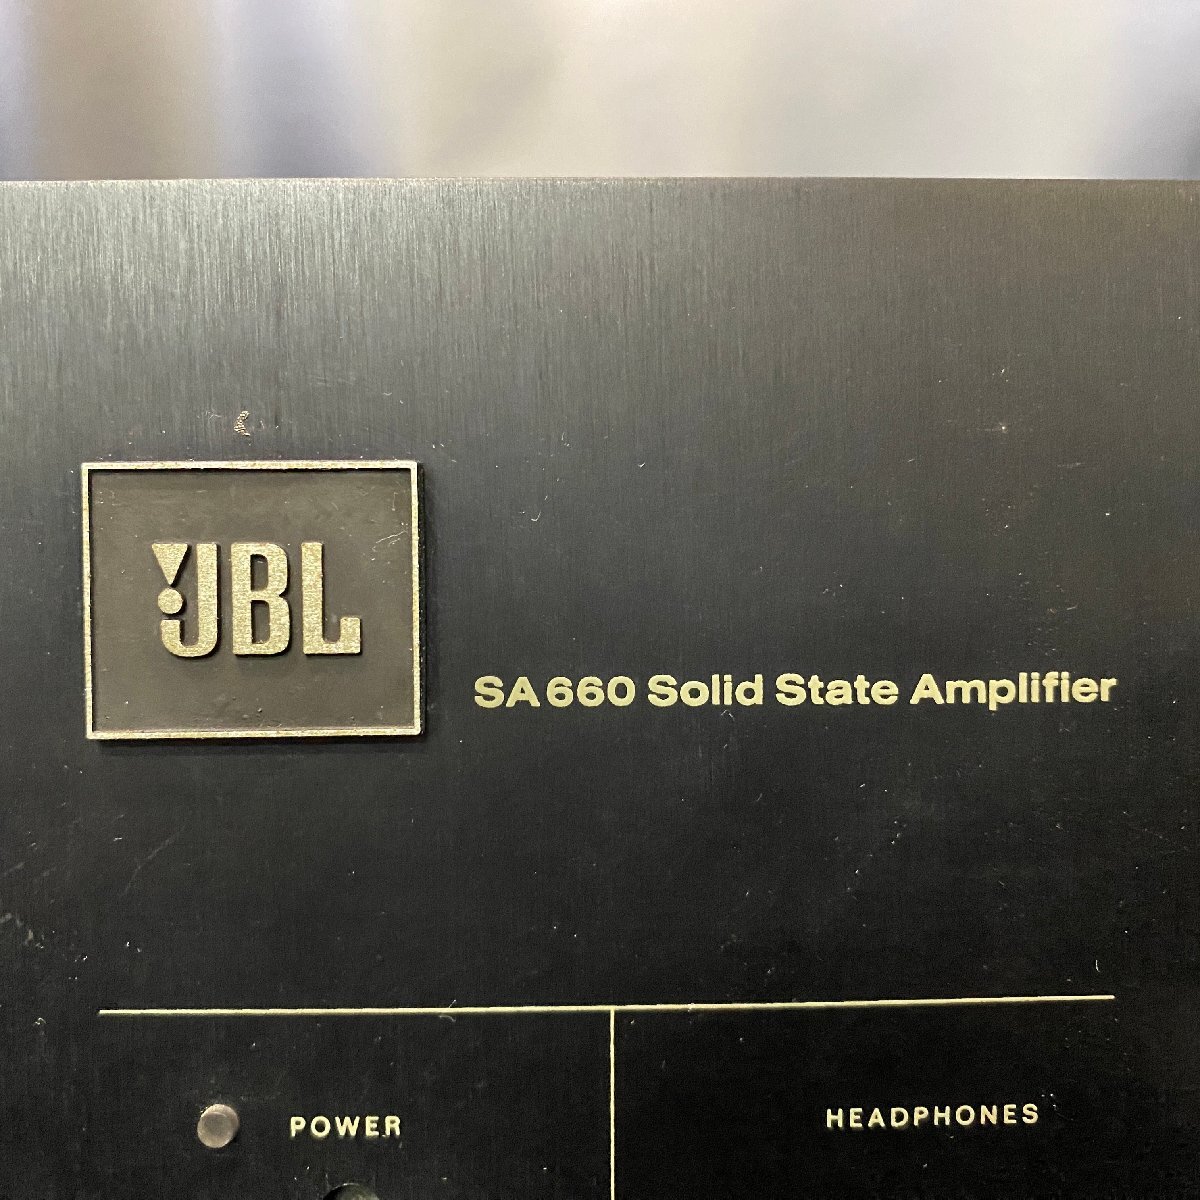 JBL
SA660 Solid State Amplifier
POWER
HEADPHONES